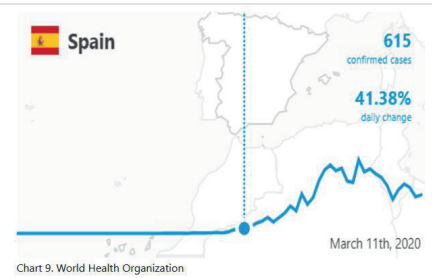 Spain
615
confirmed cases
41.38%
daily change
March 11th, 2020
Chart 9. World Health Organization